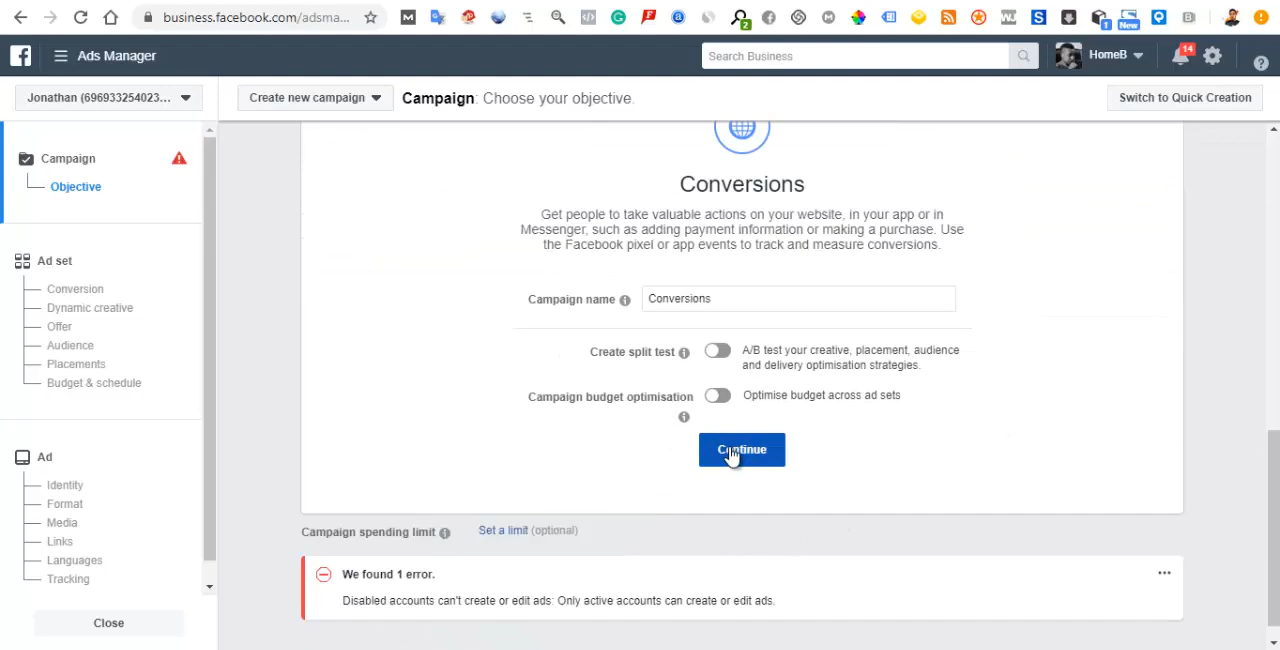 business.facebook.com/adsma...
2
1
New
Ads Manager
Search Business
HomeB
14
Jonathan (696933254023...
Create new campaign
Campaign: Choose your objective.
Switch to Quick Creation
Campaign
Objective
Ad set
Conversion
Dynamic creative
Offer
Audience
Placements
Budget & schedule
Ad
Identity
Format
Media
Links
Languages
Tracking
Close
Conversions
Get people to take valuable actions on your website, in your app or in
Messenger, such as adding payment information or making a purchase. Use
the Facebook pixel or app events to track and measure conversions.
Campaign name
Conversions
Create split test
A/B test your creative, placement, audience
and delivery optimisation strategies.
Campaign budget optimisation
Optimise budget across ad sets
Continue
Campaign spending limit
Set a limit (optional)
We found 1 error.
Disabled accounts can't create or edit ads: Only active accounts can create or edit ads.